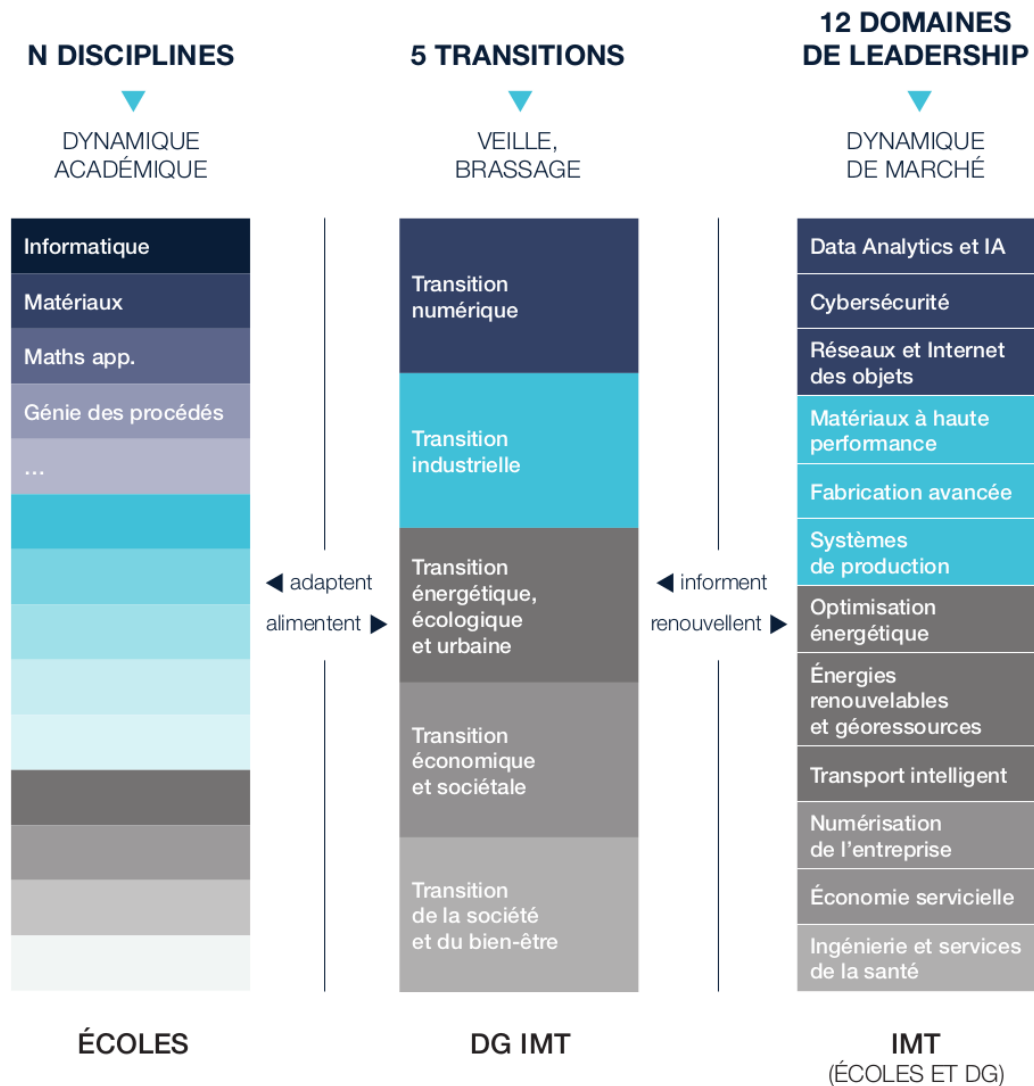 N DISCIPLINES
DYNAMIQUE
ACADÉMIQUE
Informatique
Matériaux
Maths app.
Génie des procédés
...
ÉCOLES
adaptent
alimentent
5 TRANSITIONS
VEILLE,
BRASSAGE
Transition
numérique
Transition
industrielle
Transition
énergétique,
écologique
et urbaine
Transition
économique
et sociétale
Transition
de la société
et du bien-être
DG IMT
informent
renouvellent
12 DOMAINES
DE LEADERSHIP
DYNAMIQUE
DE MARCHÉ
Data Analytics et IA
Cybersécurité
Réseaux et Internet
des objets
Matériaux à haute
performance
Fabrication avancée
Systèmes
de production
Optimisation
énergétique
Énergies
renouvelables
et géoressources
Transport intelligent
Numérisation
de l'entreprise
Économie servicielle
Ingénierie et services
de la santé
IMT
(ÉCOLES ET DG)